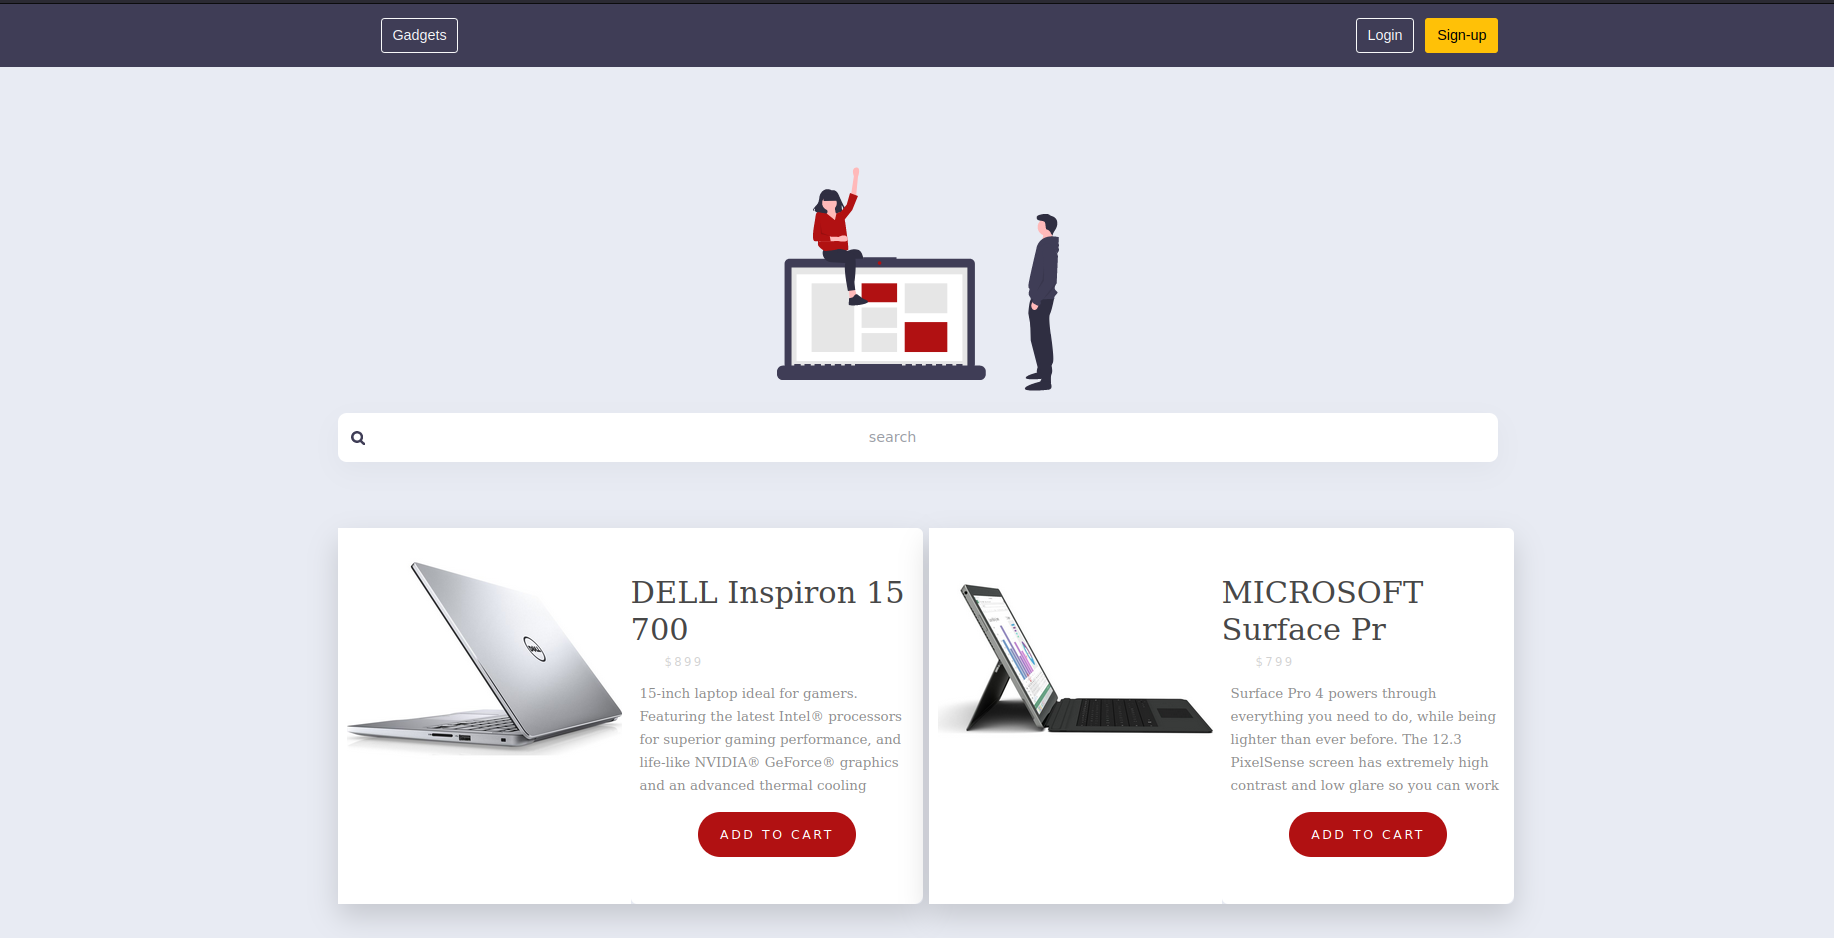 Gadgets
Login
Sign-up
search
DELL Inspiron 15
700
$899
15-inch laptop ideal for gamers.
Featuring the latest Intel® processors
for superior gaming performance, and
life-like NVIDIA® GeForce® graphics
and an advanced thermal cooling
ADD TO CART
MICROSOFT
Surface Pr
$799
Surface Pro 4 powers through
everything you need to do, while being
lighter than ever before. The 12.3
PixelSense screen has extremely high
contrast and low glare so you can work
ADD TO CART
DELL